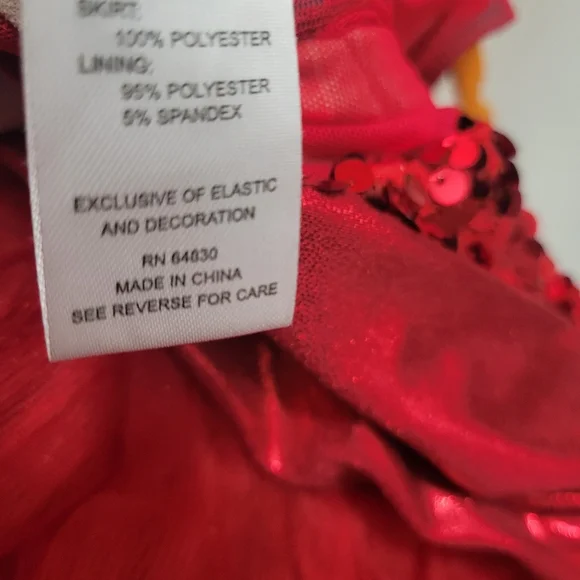 SKIRT:
100% POLYESTER
LINING:
95% POLYESTER
5% SPANDEX
EXCLUSIVE OF ELASTIC
AND DECORATION
RN 64030
MADE IN CHINA
SEE REVERSE FOR CARE